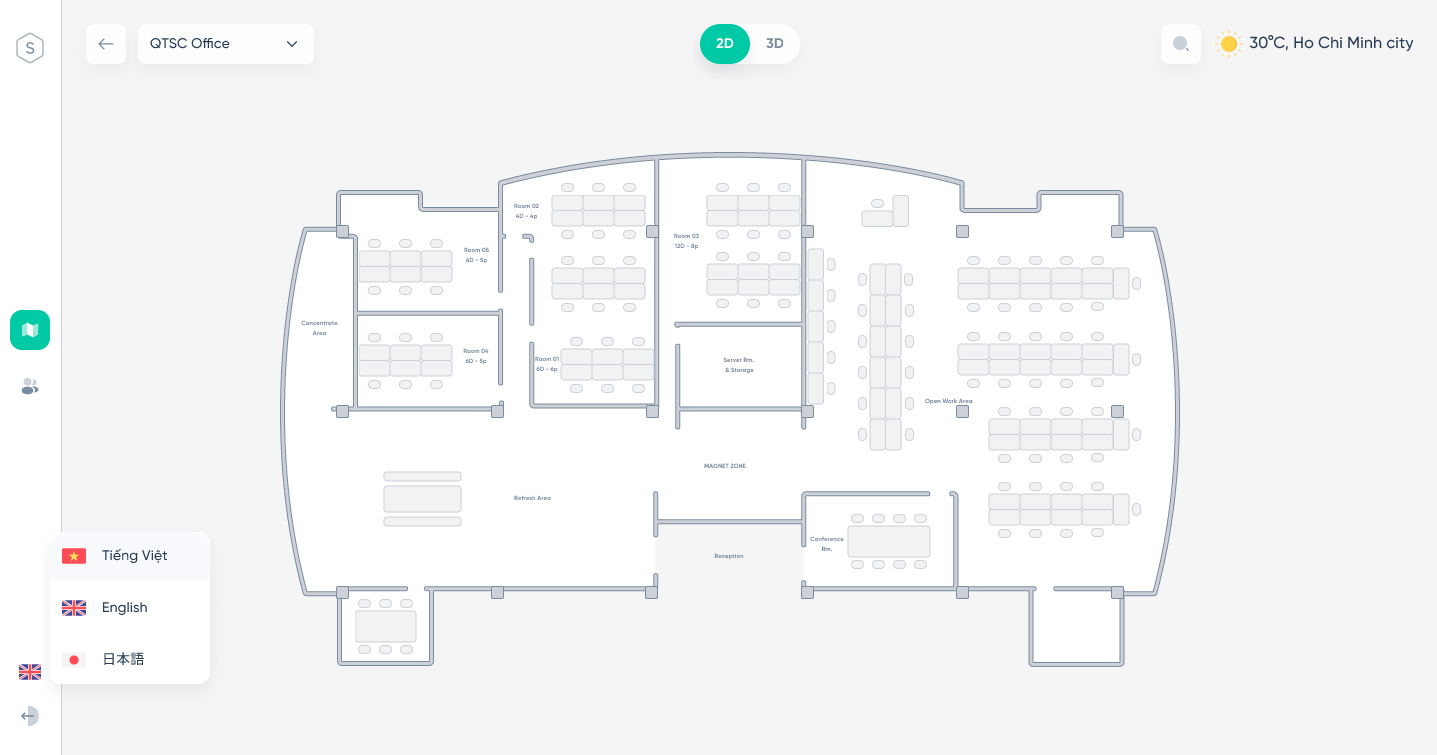 S
QTSC Office
2D
3D
30°C, Ho Chi Minh city
Room 02
4D - 4p
Room 03
12D - 8p
Room 05
6D - 5p
Concentrate
Area
Room 04
6D - 5p
Room 01
6D - 6p
Server Rm.
& Storage
Open Work Area
MAGNET ZONE
Refresh Area
Conference
Rm.
Reception
Tiếng Việt
English
日本語